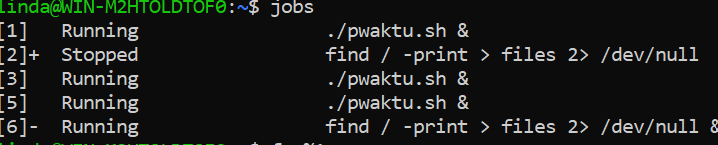 linda@WIN-M2HTOLDTOF0:~$ jobs
[1]   Running                 ./pwaktu.sh &
[2]+  Stopped                 find / -print > files 2> /dev/null
[3]   Running                 ./pwaktu.sh &
[5]   Running                 ./pwaktu.sh &
[6]-  Running                 find / -print > files 2> /dev/null &